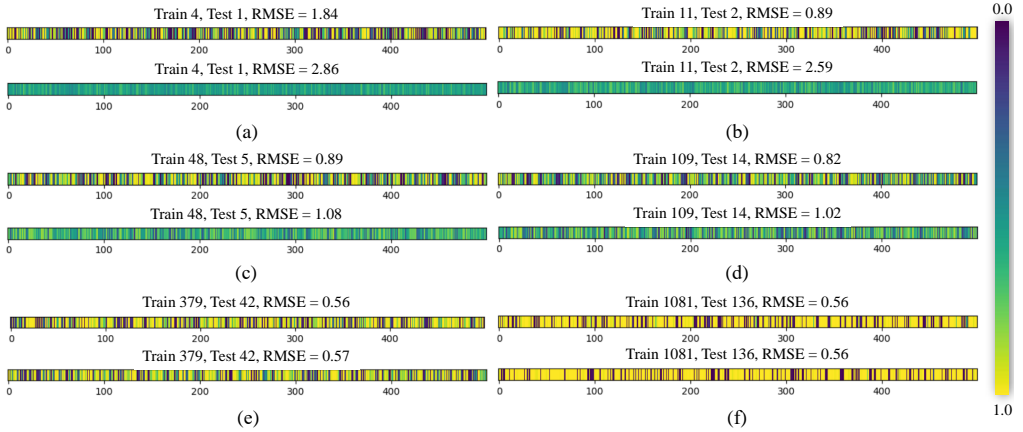 Train 4, Test 1, RMSE = 1.84
0 100 200 300 400
Train 4, Test 1, RMSE = 2.86
0 100 200 300 400
(a)
Train 11, Test 2, RMSE = 0.89
0 100 200 300 400
Train 11, Test 2, RMSE = 2.59
0 100 200 300 400
(b)
Train 48, Test 5, RMSE = 0.89
0 100 200 300 400
Train 48, Test 5, RMSE = 1.08
0 100 200 300 400
(c)
Train 109, Test 14, RMSE = 0.82
0 100 200 300 400
Train 109, Test 14, RMSE = 1.02
0 100 200 300 400
(d)
Train 379, Test 42, RMSE = 0.56
0 100 200 300 400
Train 379, Test 42, RMSE = 0.57
0 100 200 300 400
(e)
Train 1081, Test 136, RMSE = 0.56
0 100 200 300 400
Train 1081, Test 136, RMSE = 0.56
0 100 200 300 400
(f)
0.0
1.0